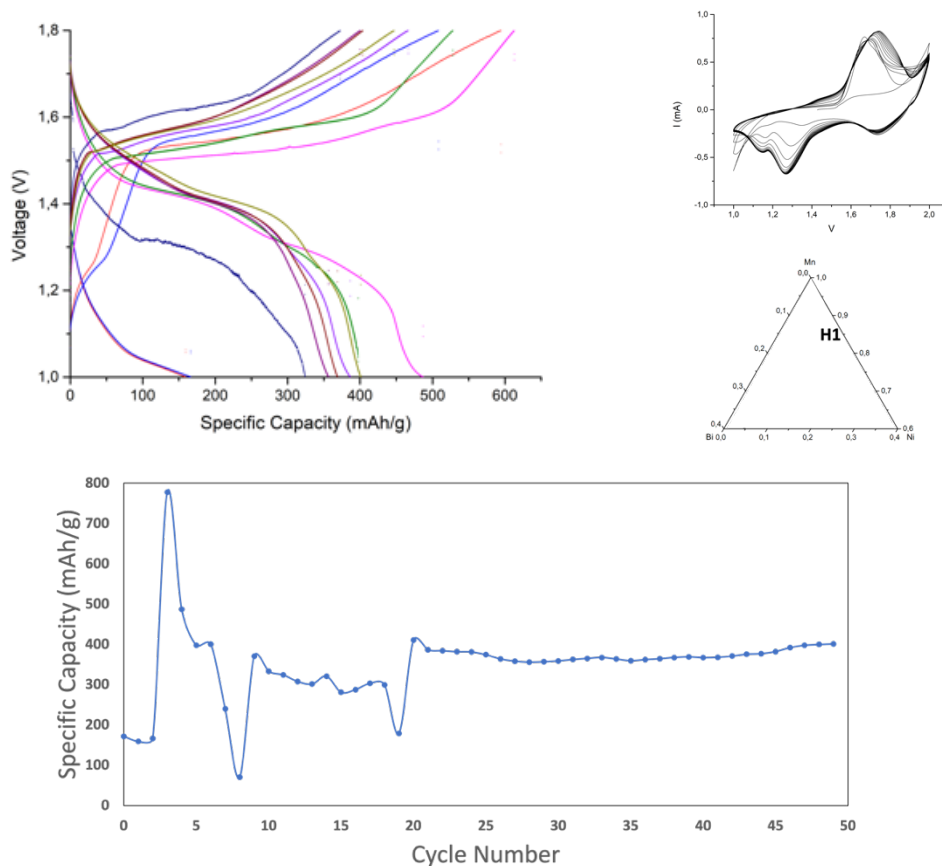 1,8
1,6
1,4
1,2
1,0
Voltage (V)
0 100 200 300 400 500 600
Specific Capacity (mAh/g)
1,0
0,5
0,0
-0,5
-1,0
I (mA)
1,0 1,2 1,4 1,6 1,8 2,0
V
Mn
0,0 1,0
0,1 0,9
H1
0,2 0,8
0,3 0,7
0,4 0,6
Bi 0,0 0,1 0,2 0,3 0,4 Ni
800
700
600
500
400
300
200
100
0
Specific Capacity (mAh/g)
0 5 10 15 20 25 30 35 40 45 50
Cycle Number